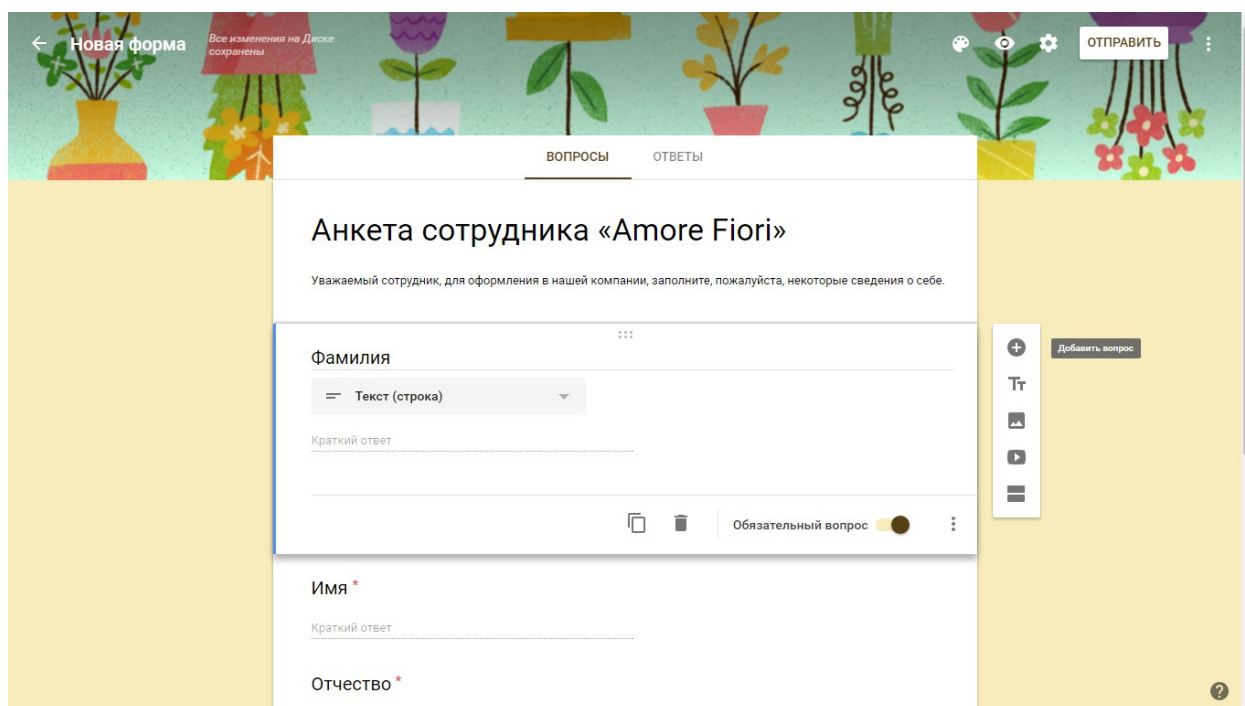 Новая форма
Все изменения на Диске
сохранены
ОТПРАВИТЬ
ВОПРОСЫ ОТВЕТЫ
Анкета сотрудника «Amore Fiori»
Уважаемый сотрудник, для оформления в нашей компании, заполните, пожалуйста, некоторые сведения о себе.
Фамилия
Добавить вопрос
Тт
Текст (строка)
Краткий ответ
Обязательный вопрос
Имя *
Краткий ответ
Отчество *